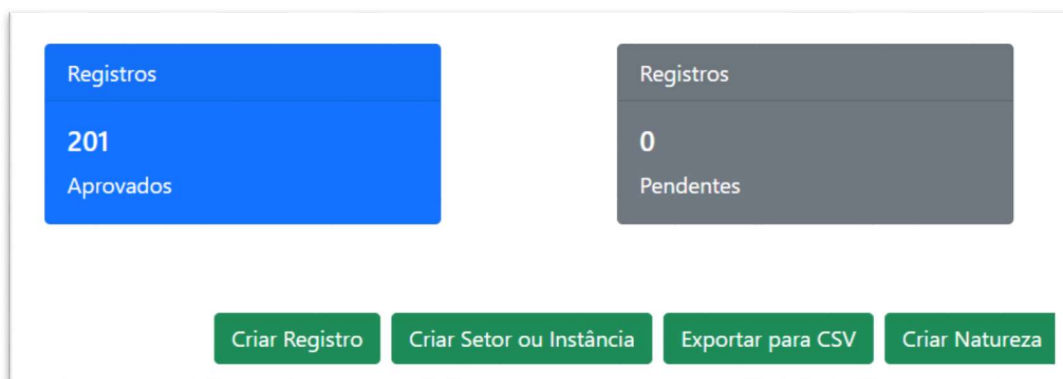 Registros
201
Aprovados
Registros
0
Pendentes
Criar Registro
Criar Setor ou Instância
Exportar para CSV
Criar Natureza